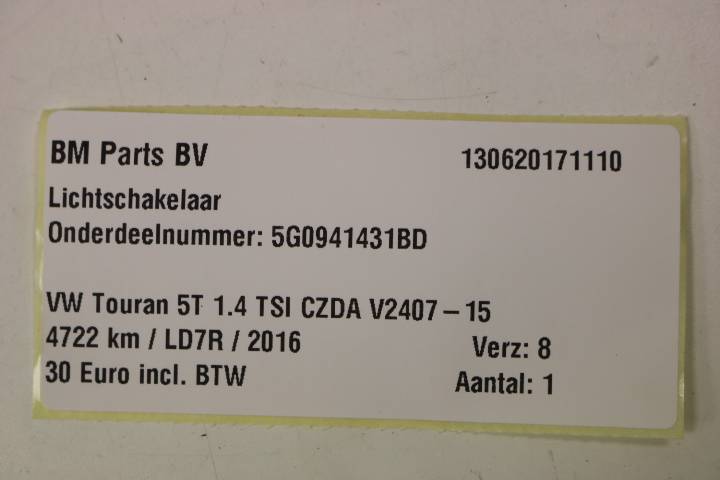 BM Parts BV 130620171110
Lichtschakelaar
Onderdeelnummer: 5G0941431BD
VW Touran 5T 1.4 TSI CZDA V2407-15
4722 km / LD7R / 2016 Verz: 8
30 Euro incl. BTW Aantal: 1